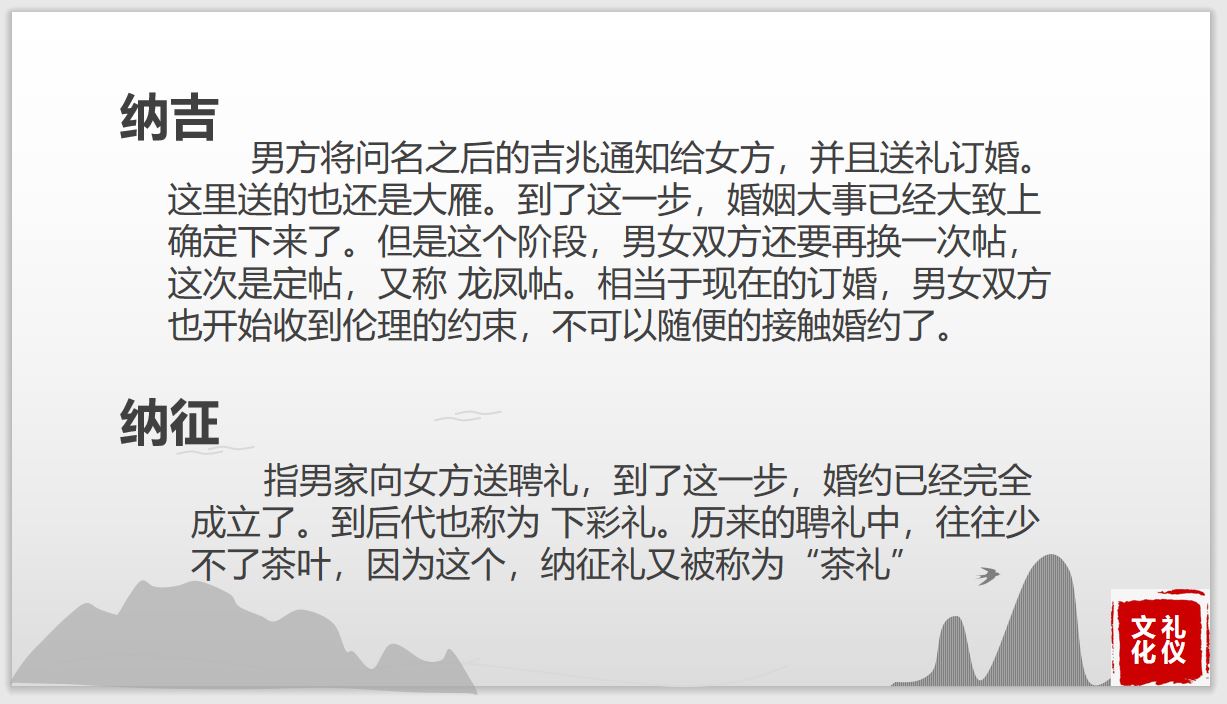 纳吉
男方将问名之后的吉兆通知给女方，并且送礼订婚。
这里送的也还是大雁。到了这一步，婚姻大事已经大致上
确定下来了。但是这个阶段，男女双方还要再换一次帖，
这次是定帖，又称 龙凤帖。相当于现在的订婚，男女双方
也开始收到伦理的约束，不可以随便的接触婚约了。
纳征
指男家向女方送聘礼，到了这一步，婚约已经完全
成立了。到后代也称为 下彩礼。历来的聘礼中，往往少
不了茶叶，因为这个，纳征礼又被称为“茶礼”
文礼
化仪